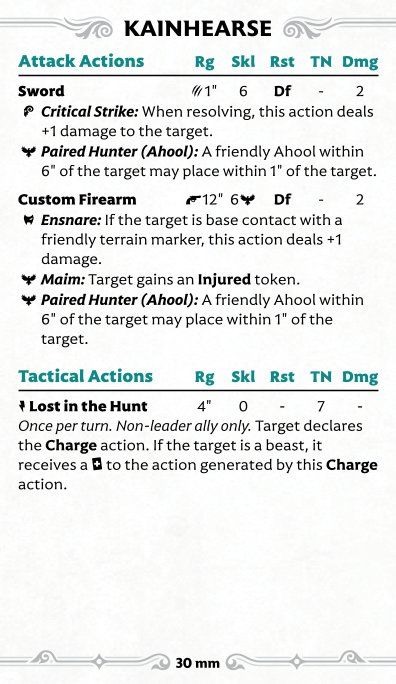 KAINHEARSE
Attack Actions Rg Skl Rst TN Dmg
Sword 1" 6 Df - 2
Critical Strike: When resolving, this action deals
+1 damage to the target.
Paired Hunter (Ahool): A friendly Ahool within
6" of the target may place within 1" of the target.
Custom Firearm 12" 6 Df - 2
Ensnare: If the target is base contact with a
friendly terrain marker, this action deals +1
damage.
Maim: Target gains an Injured token.
Paired Hunter (Ahool): A friendly Ahool within
6" of the target may place within 1" of the
target.
Tactical Actions Rg Skl Rst TN Dmg
Lost in the Hunt 4" 0 - 7 -
Once per turn. Non-leader ally only. Target declares
the Charge action. If the target is a beast, it
receives a to the action generated by this Charge
action.
30 mm